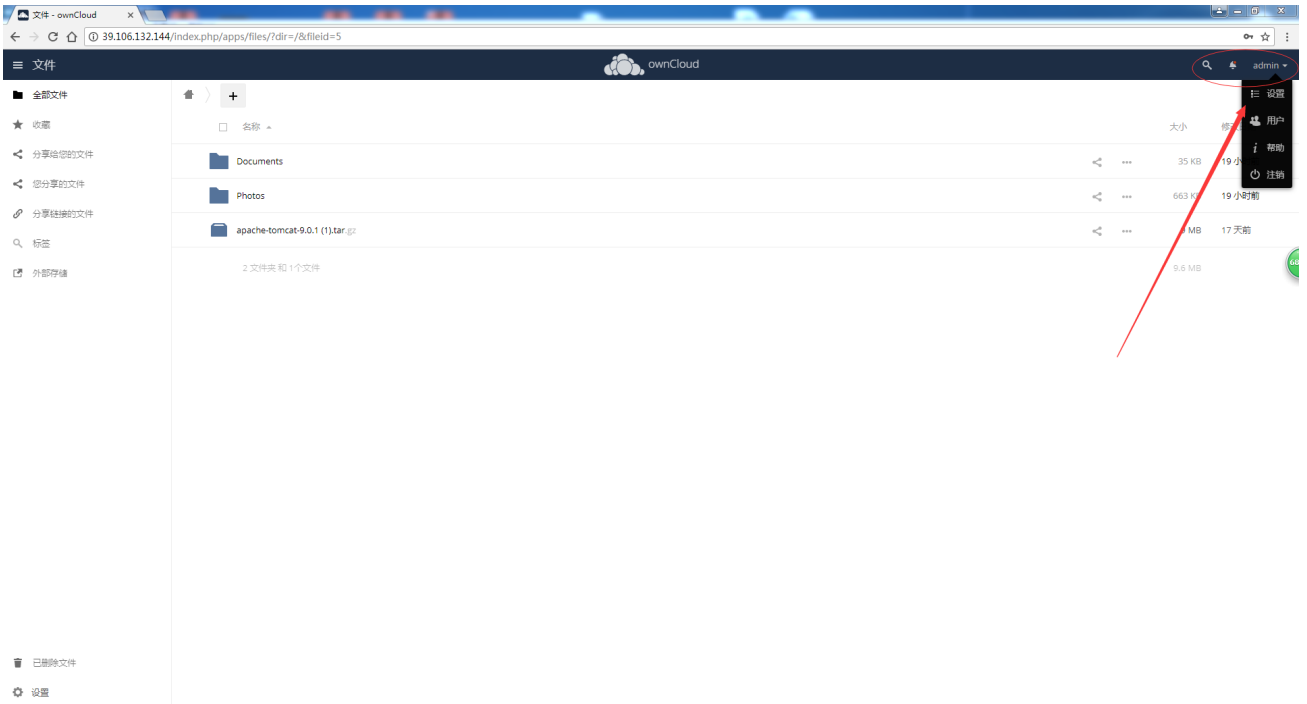 文件 - ownCloud
39.106.132.144/index.php/apps/files/?dir=/&fileid=5
文件
ownCloud
admin
全部文件
收藏
分享给您的文件
您分享的文件
分享链接的文件
标签
外部存储
已删除文件
设置
设置
用户
帮助
注销
名称
大小
Documents
35 KB
19 小
Photos
663 K
19 小时前
apache-tomcat-9.0.1 (1).tar.gz
MB
17 天前
2 文件夹 和 1个文件
9.6 MB